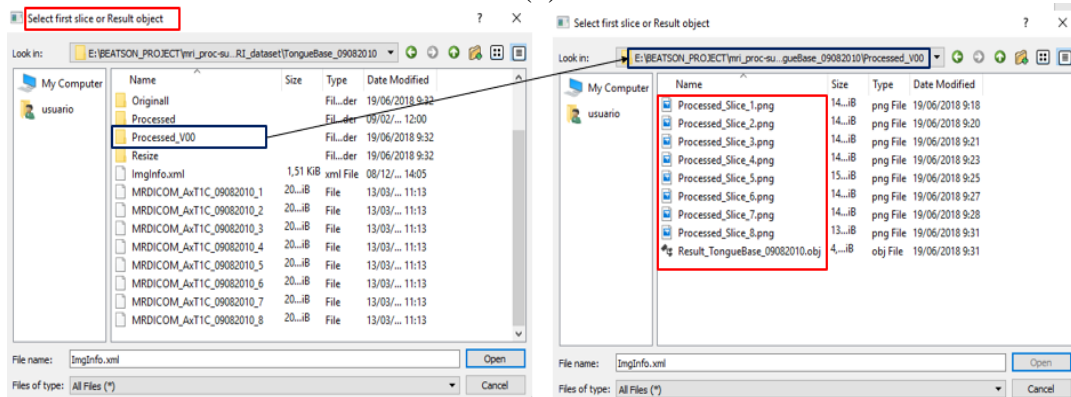 Select first slice or Result object ? ×
Look in: E:\BEATSON_PROJECT\mri_proc-su...RI_dataset\TongueBase_09082010
My Computer
usuario
Name Size Type Date Modified
Originall Fil...der 19/06/2018 9:32
Processed Fil...der 09/02/... 12:00
Processed_V00 Fil...der 19/06/2018 9:32
Resize Fil...der 19/06/2018 9:32
ImgInfo.xml 1,51 KiB xml File 08/12/... 14:05
MRDICOM_AxT1C_09082010_1 20...iB File 13/03/... 11:13
MRDICOM_AxT1C_09082010_2 20...iB File 13/03/... 11:13
MRDICOM_AxT1C_09082010_3 20...iB File 13/03/... 11:13
MRDICOM_AxT1C_09082010_4 20...iB File 13/03/... 11:13
MRDICOM_AxT1C_09082010_5 20...iB File 13/03/... 11:13
MRDICOM_AxT1C_09082010_6 20...iB File 13/03/... 11:13
MRDICOM_AxT1C_09082010_7 20...iB File 13/03/... 11:13
MRDICOM_AxT1C_09082010_8 20...iB File 13/03/... 11:13
File name: ImgInfo.xml Open
Files of type: All Files (*) Cancel
Select first slice or Result object ? ×
Look in: E:\BEATSON_PROJECT\mri_proc-su...gueBase_09082010\Processed_V00
My Computer
usuario
Name Size Type Date Modified
Processed_Slice_1.png 14...iB png File 19/06/2018 9:18
Processed_Slice_2.png 14...iB png File 19/06/2018 9:20
Processed_Slice_3.png 14...iB png File 19/06/2018 9:21
Processed_Slice_4.png 14...iB png File 19/06/2018 9:23
Processed_Slice_5.png 15...iB png File 19/06/2018 9:25
Processed_Slice_6.png 14...iB png File 19/06/2018 9:27
Processed_Slice_7.png 14...iB png File 19/06/2018 9:28
Processed_Slice_8.png 13...iB png File 19/06/2018 9:31
Result_TongueBase_09082010.obj 4,...iB obj File 19/06/2018 9:31
File name: ImgInfo.xml Open
Files of type: All Files (*) Cancel